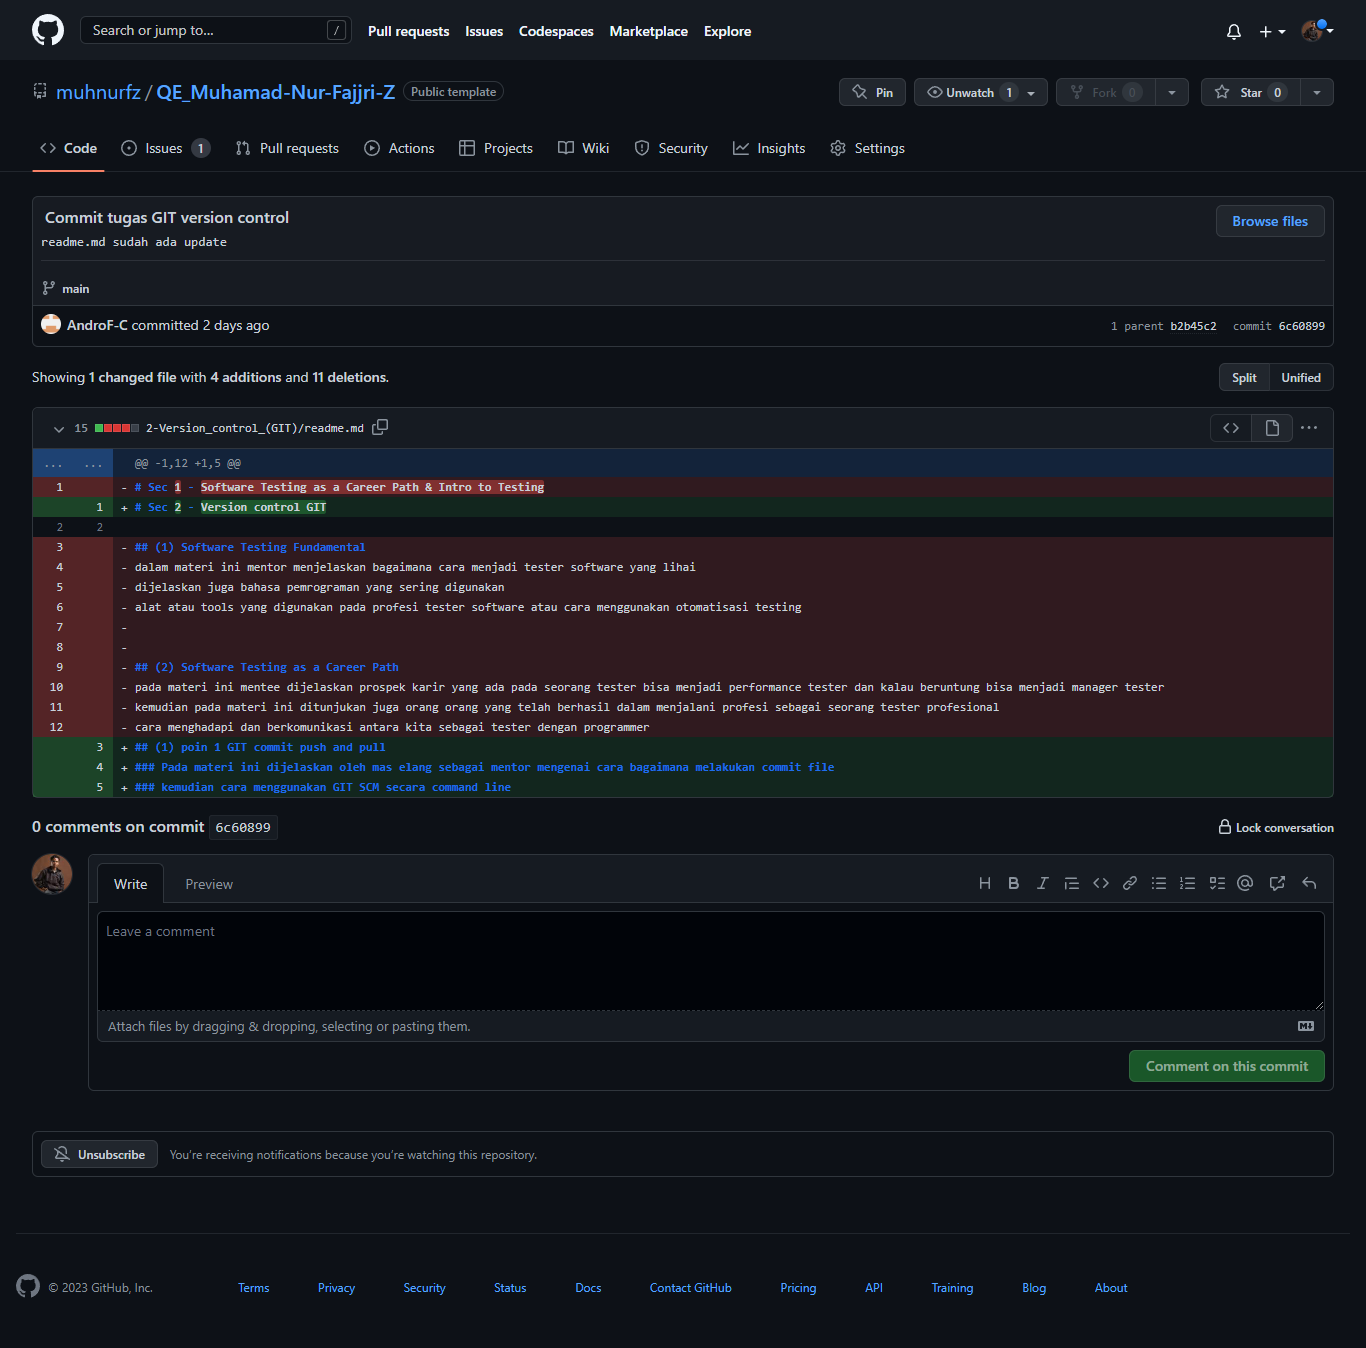 Search or jump to... /
Pull requests Issues Codespaces Marketplace Explore
muhnurfz / QE_Muhamad-Nur-Fajjri-Z Public template
Pin Unwatch 1 Fork 0 Star 0
Code Issues 1 Pull requests Actions Projects Wiki Security Insights Settings
Commit tugas GIT version control
Browse files
readme.md sudah ada update
main
AndroF-C committed 2 days ago
1 parent b2b45c2 commit 6c60899
Showing 1 changed file with 4 additions and 11 deletions.
Split Unified
15 2-Version_control_(GIT)/readme.md
... ... @@ -1,12 +1,5 @@
1 - # Sec 1 - Software Testing as a Career Path & Intro to Testing
1 + # Sec 2 - Version control GIT
2 2
3 - ## (1) Software Testing Fundamental
4 - dalam materi ini mentor menjelaskan bagaimana cara menjadi tester software yang lihai
5 - dijelaskan juga bahasa pemrograman yang sering digunakan
6 - alat atau tools yang digunakan pada profesi tester software atau cara menggunakan otomatisasi testing
7 -
8 -
9 - ## (2) Software Testing as a Career Path
10 - pada materi ini mentee dijelaskan prospek karir yang ada pada seorang tester bisa menjadi performance tester dan kalau beruntung bisa menjadi manager tester
11 - kemudian pada materi ini ditunjukan juga orang orang yang telah berhasil dalam menjalani profesi sebagai seorang tester profesional
12 - cara menghadapi dan berkomunikasi antara kita sebagai tester dengan programmer
3 + ## (1) poin 1 GIT commit push and pull
4 + ### Pada materi ini dijelaskan oleh mas elang sebagai mentor mengenai cara bagaimana melakukan commit file
5 + ### kemudian cara menggunakan GIT SCM secara command line
0 comments on commit 6c60899
Lock conversation
Write Preview
Leave a comment
Attach files by dragging & dropping, selecting or pasting them.
Comment on this commit
Unsubscribe You're receiving notifications because you're watching this repository.
© 2023 GitHub, Inc. Terms Privacy Security Status Docs Contact GitHub Pricing API Training Blog About